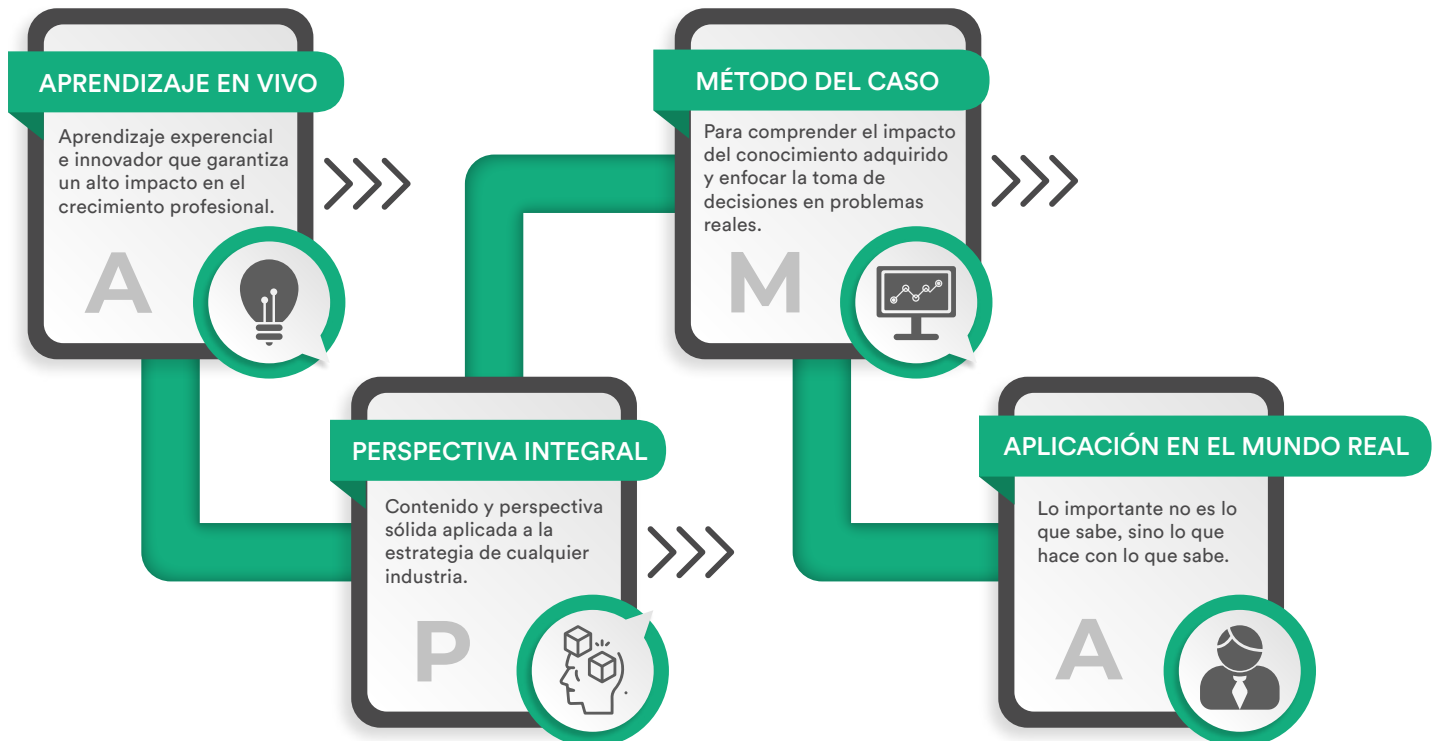 APRENDIZAJE EN VIVO
Aprendizaje experencial
e innovador que garantiza
un alto impacto en el
crecimiento profesional.
A
PERSPECTIVA INTEGRAL
Contenido y perspectiva
sólida aplicada a la
estrategia de cualquier
industria.
P
MÉTODO DEL CASO
Para comprender el impacto
del conocimiento adquirido
y enfocar la toma de
decisiones en problemas
reales.
M
APLICACIÓN EN EL MUNDO REAL
Lo importante no es lo
que sabe, sino lo que
hace con lo que sabe.
A